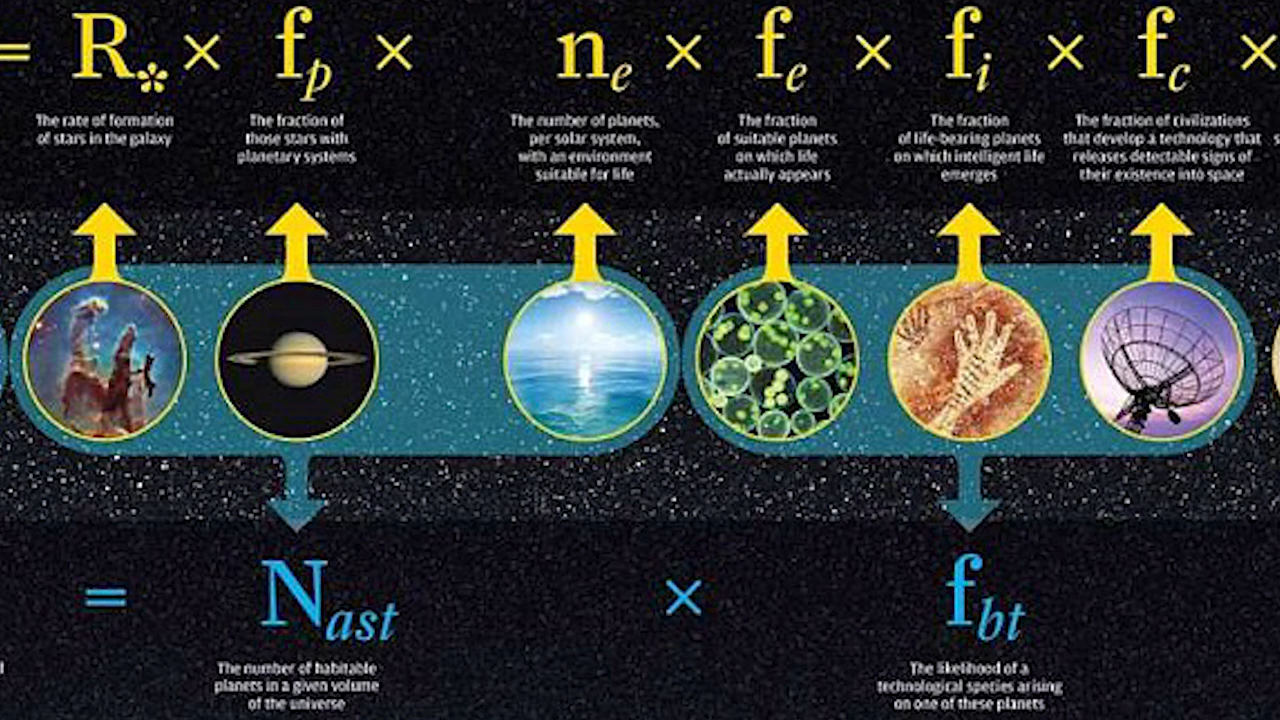 = R* × fp × ne × fe × fi × fc ×
The rate of formation
of stars in the galaxy
The fraction of
those stars with
planetary systems
The number of planets,
per solar system,
with an environment
suitable for life
The fraction
of suitable planets
on which life
actually appears
The fraction
of life-bearing planets
on which intelligent life
emerges
The fraction of civilizations
that develop a technology that
releases detectable signs of
their existence into space
= Nast × fbt
The number of habitable
planets in a given volume
of the universe
The likelihood of a
technological species arising
on one of these planets